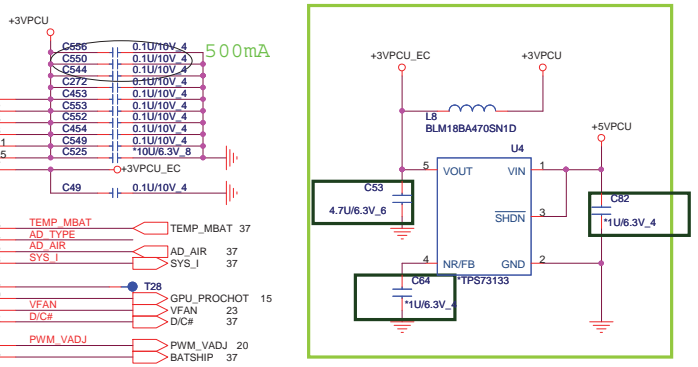 +3VPCU
C556 0.1U/10V_4 500mA
C550 0.1U/10V_4
C544 0.1U/10V_4
C272 0.1U/10V_4
C453 0.1U/10V_4
C553 0.1U/10V_4
C552 0.1U/10V_4
C454 0.1U/10V_4
1 C549 0.1U/10V_4
5 C525 *10U/6.3V_8
+3VPCU_EC
C49 0.1U/10V_4
TEMP_MBAT TEMP_MBAT 37
AD_TYPE
AD_AIR AD_AIR 37
SYS_I SYS_I 37
T28
GPU_PROCHOT 15
VFAN VFAN 23
D/C# D/C# 37
PWM_VADJ PWM_VADJ 20
BATSHIP 37
+3VPCU_EC +3VPCU
L8
BLM18BA470SN1D
+5VPCU
U4
5 VOUT VIN 1
C53
4.7U/6.3V_6
SHDN 3
C82
*1U/6.3V_4
4 NR/FB GND 2
*TPS73133
C64
*1U/6.3V_4